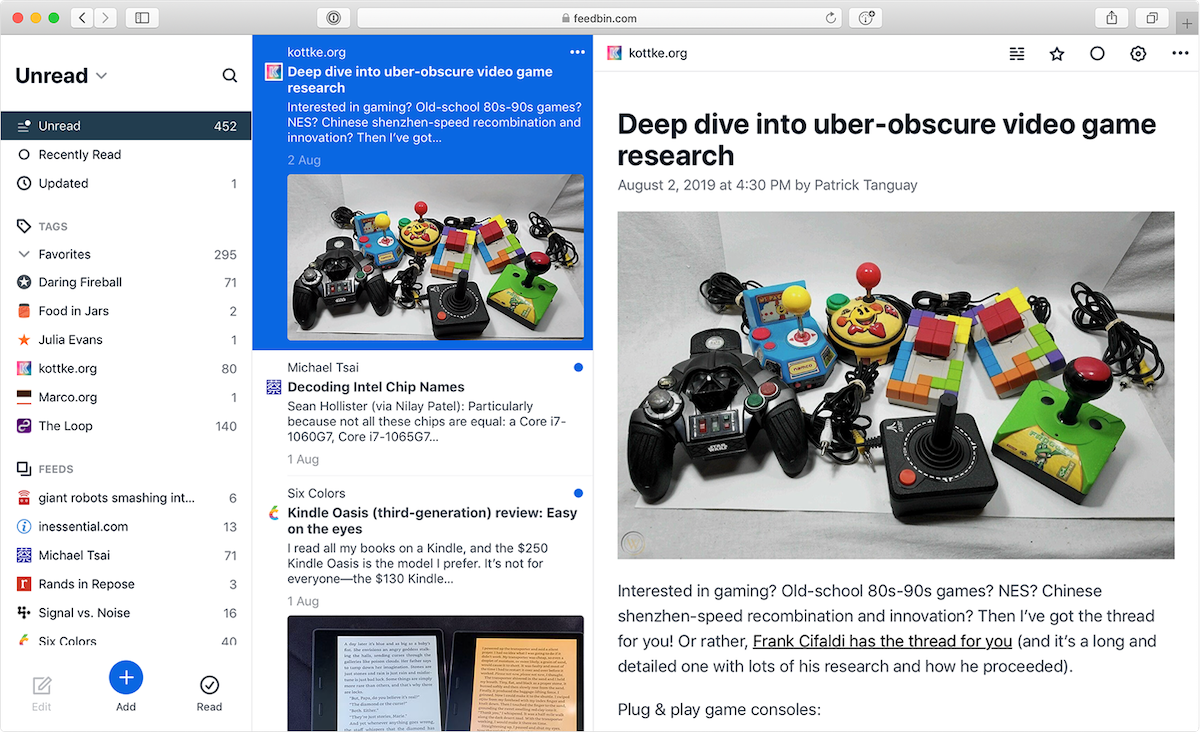 feedbin.com
Unread
Unread 452
Recently Read
Updated 1
TAGS
Favorites 295
Daring Fireball 71
Food in Jars 2
Julia Evans 1
kottke.org 80
Marco.org 1
The Loop 140
FEEDS
giant robots smashing int... 6
inessential.com 13
Michael Tsai 71
Rands in Repose 3
Signal vs. Noise 16
Six Colors 40
Edit
Add
Read
kottke.org
Deep dive into uber-obscure video game
research
Interested in gaming? Old-school 80s-90s games?
NES? Chinese shenzhen-speed recombination and
innovation? Then I’ve got...
2 Aug
Michael Tsai
Decoding Intel Chip Names
Sean Hollister (via Nilay Patel): Particularly
because not all these chips are equal: a Core i7-
1060G7, Core i7-1065G7...
1 Aug
Six Colors
Kindle Oasis (third-generation) review: Easy
on the eyes
I read all my books on a Kindle, and the $250
Kindle Oasis is the model I prefer. It’s not for
everyone—the $130 Kindle...
1 Aug
kottke.org
Deep dive into uber-obscure video game
research
August 2, 2019 at 4:30 PM by Patrick Tanguay
namco
STAR WARS
Interested in gaming? Old-school 80s-90s games? NES? Chinese
shenzhen-speed recombination and innovation? Then I’ve got the thread
for you! Or rather, Frank Cifaldi has the thread for you (and it’s a long and
detailed one with lots of his research and how he proceeded).
Plug & play game consoles: